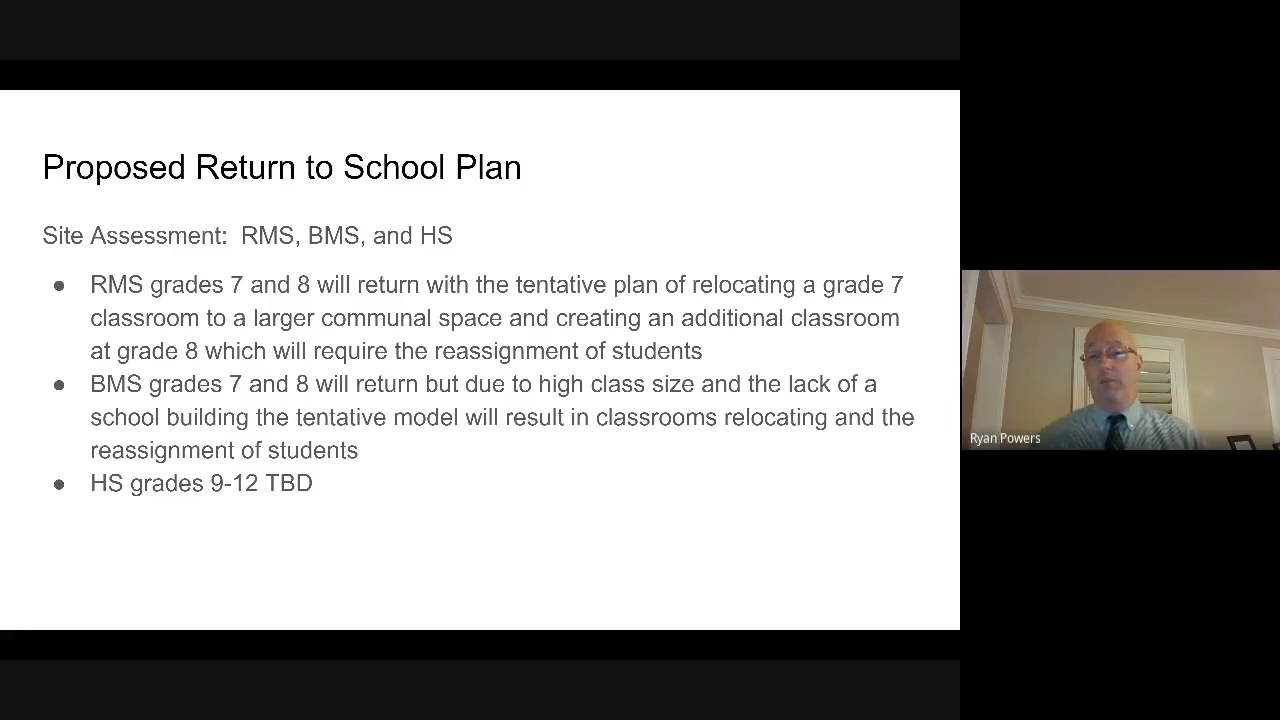 Proposed Return to School Plan
Site Assessment:  RMS, BMS, and HS
● RMS grades 7 and 8 will return with the tentative plan of relocating a grade 7
classroom to a larger communal space and creating an additional classroom
at grade 8 which will require the reassignment of students
● BMS grades 7 and 8 will return but due to high class size and the lack of a
school building the tentative model will result in classrooms relocating and the
reassignment of students
● HS grades 9-12 TBD
Ryan Powers